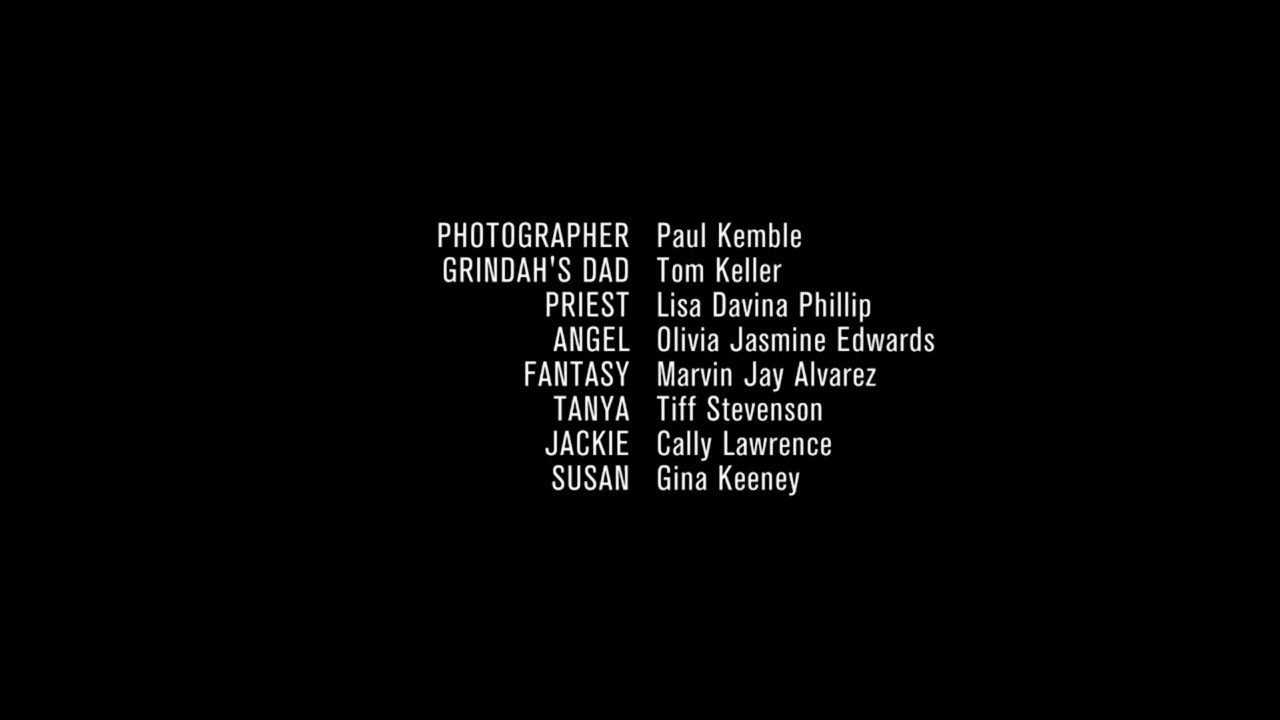 PHOTOGRAPHER Paul Kemble
GRINDAH'S DAD Tom Keller
PRIEST Lisa Davina Phillip
ANGEL Olivia Jasmine Edwards
FANTASY Marvin Jay Alvarez
TANYA Tiff Stevenson
JACKIE Cally Lawrence
SUSAN Gina Keeney